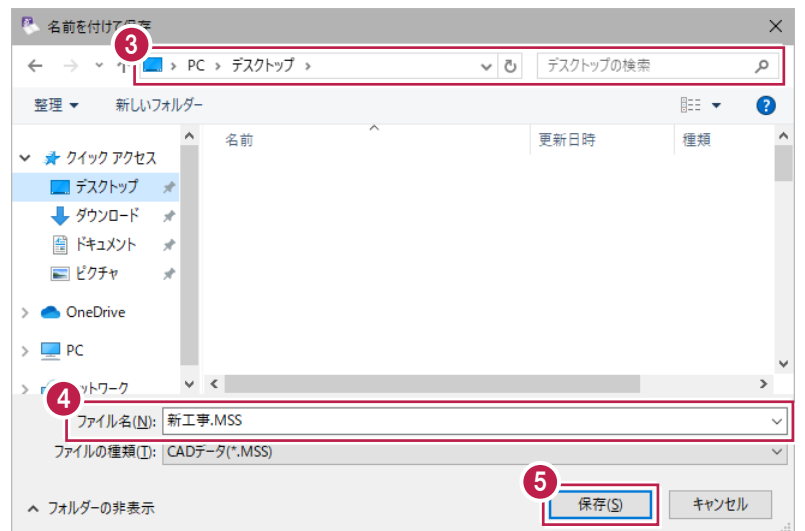 名前を付けて保存
3
PC › デスクトップ ›
デスクトップの検索
整理 新しいフォルダー
?
名前 更新日時 種類
クイック アクセス
デスクトップ
ダウンロード
ドキュメント
ピクチャ
OneDrive
PC
4
ファイル名(N): 新工事.MSS
ファイルの種類(T): CADデータ(*.MSS)
5
フォルダーの非表示 保存(S) キャンセル